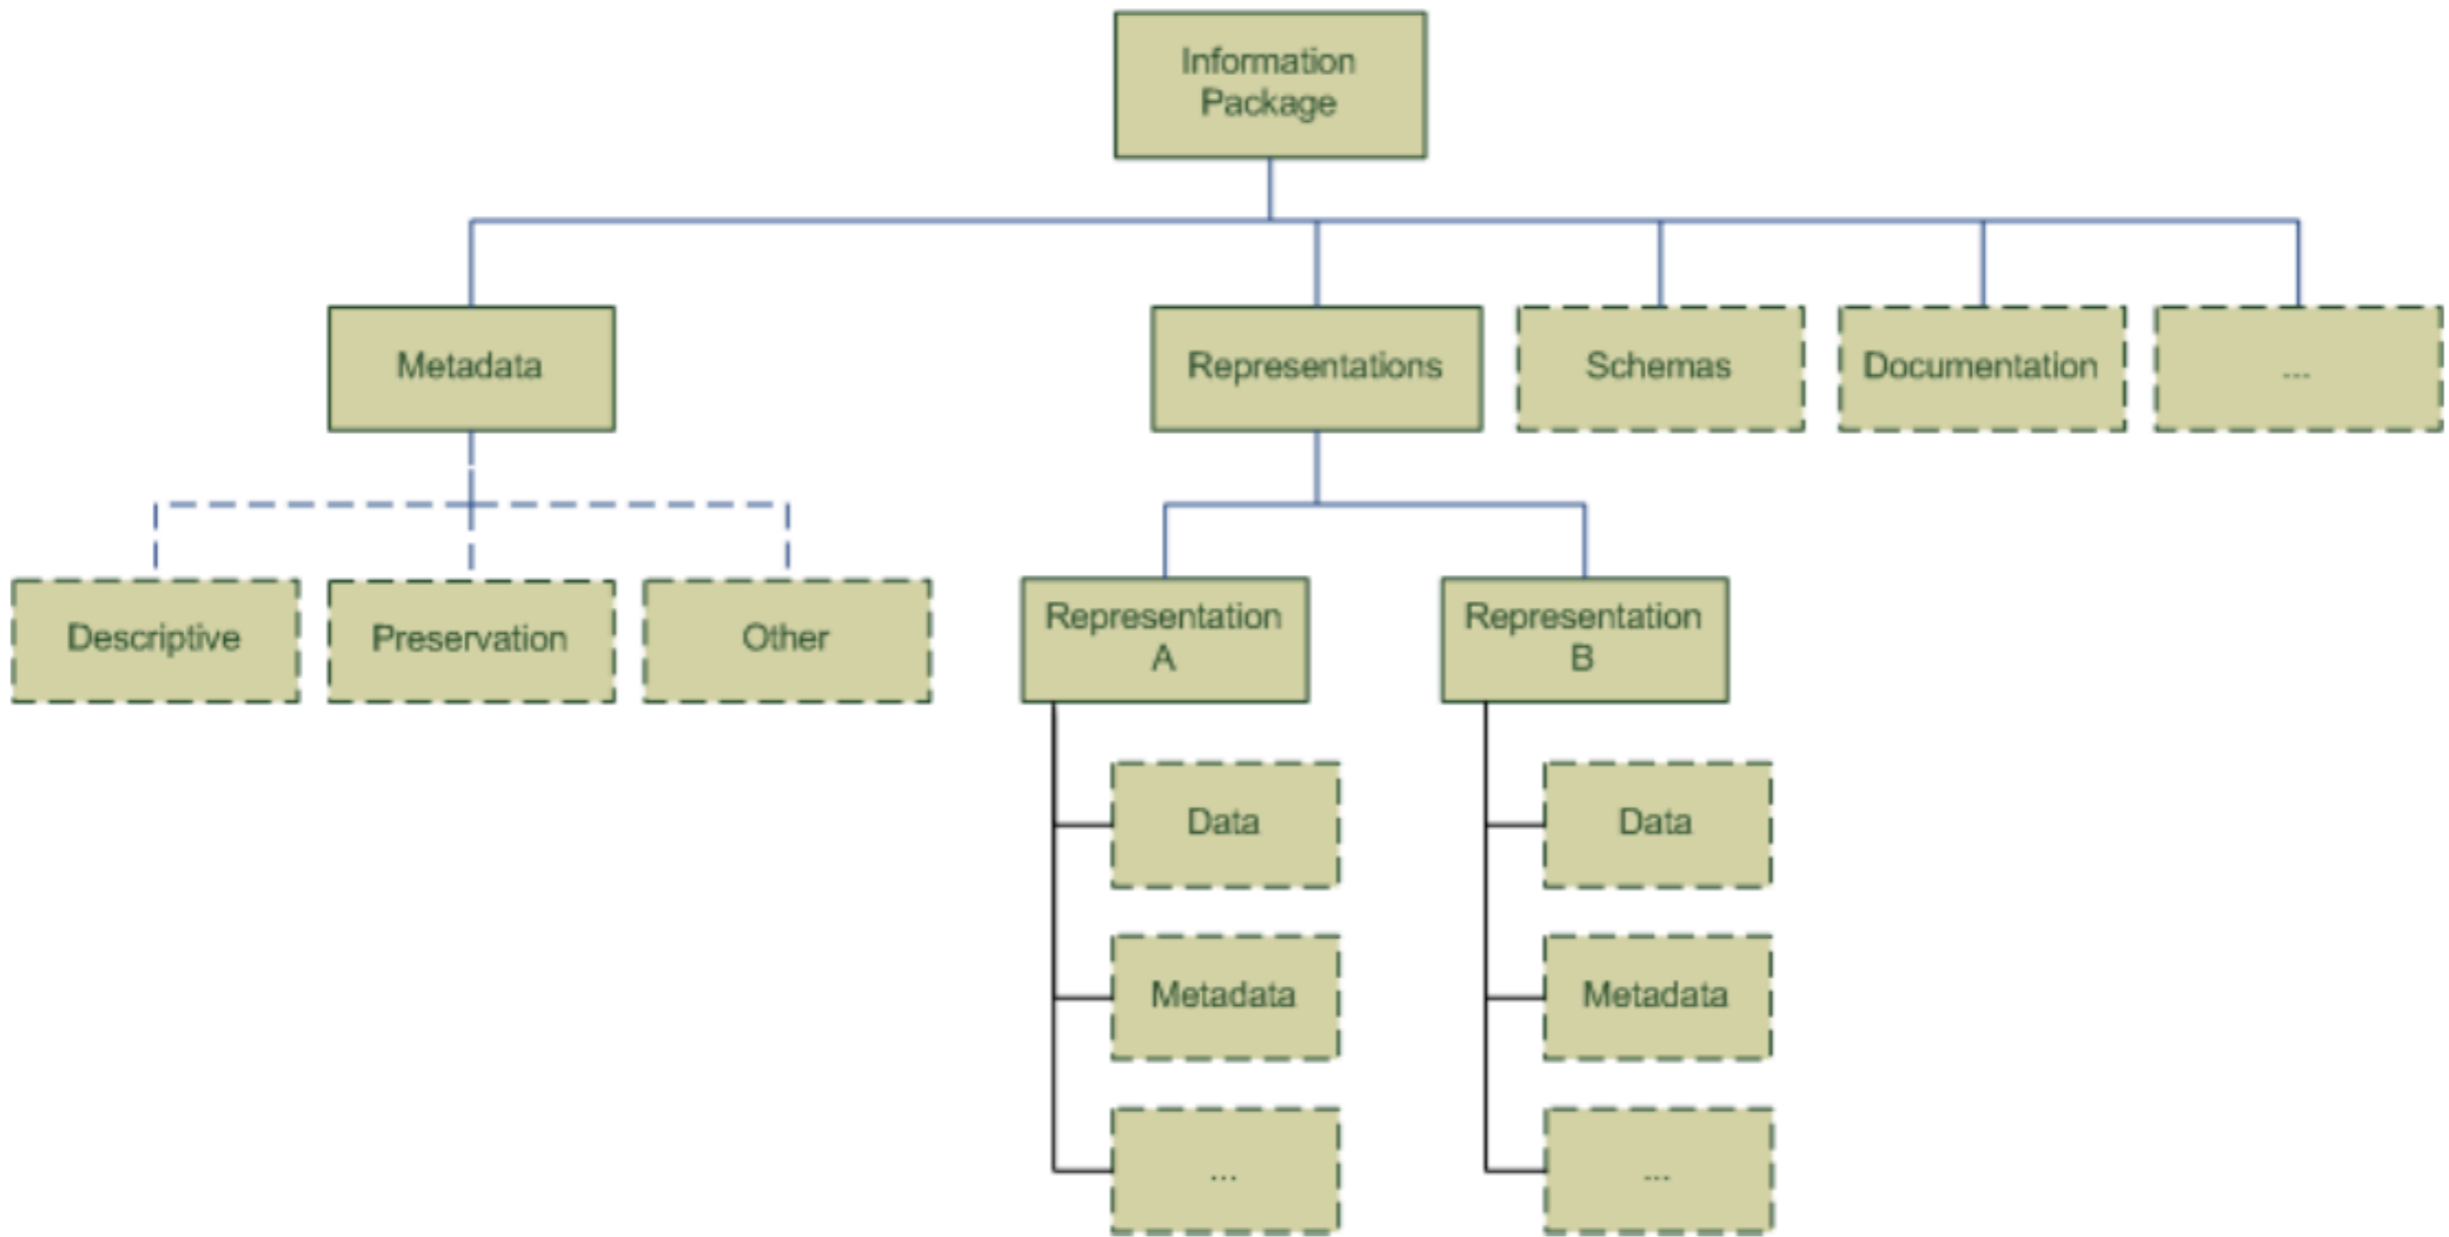 Information
Package
Metadata
Representations
Schemas
Documentation
...
Descriptive
Preservation
Other
Representation
A
Representation
B
Data
Data
Metadata
Metadata
...
...